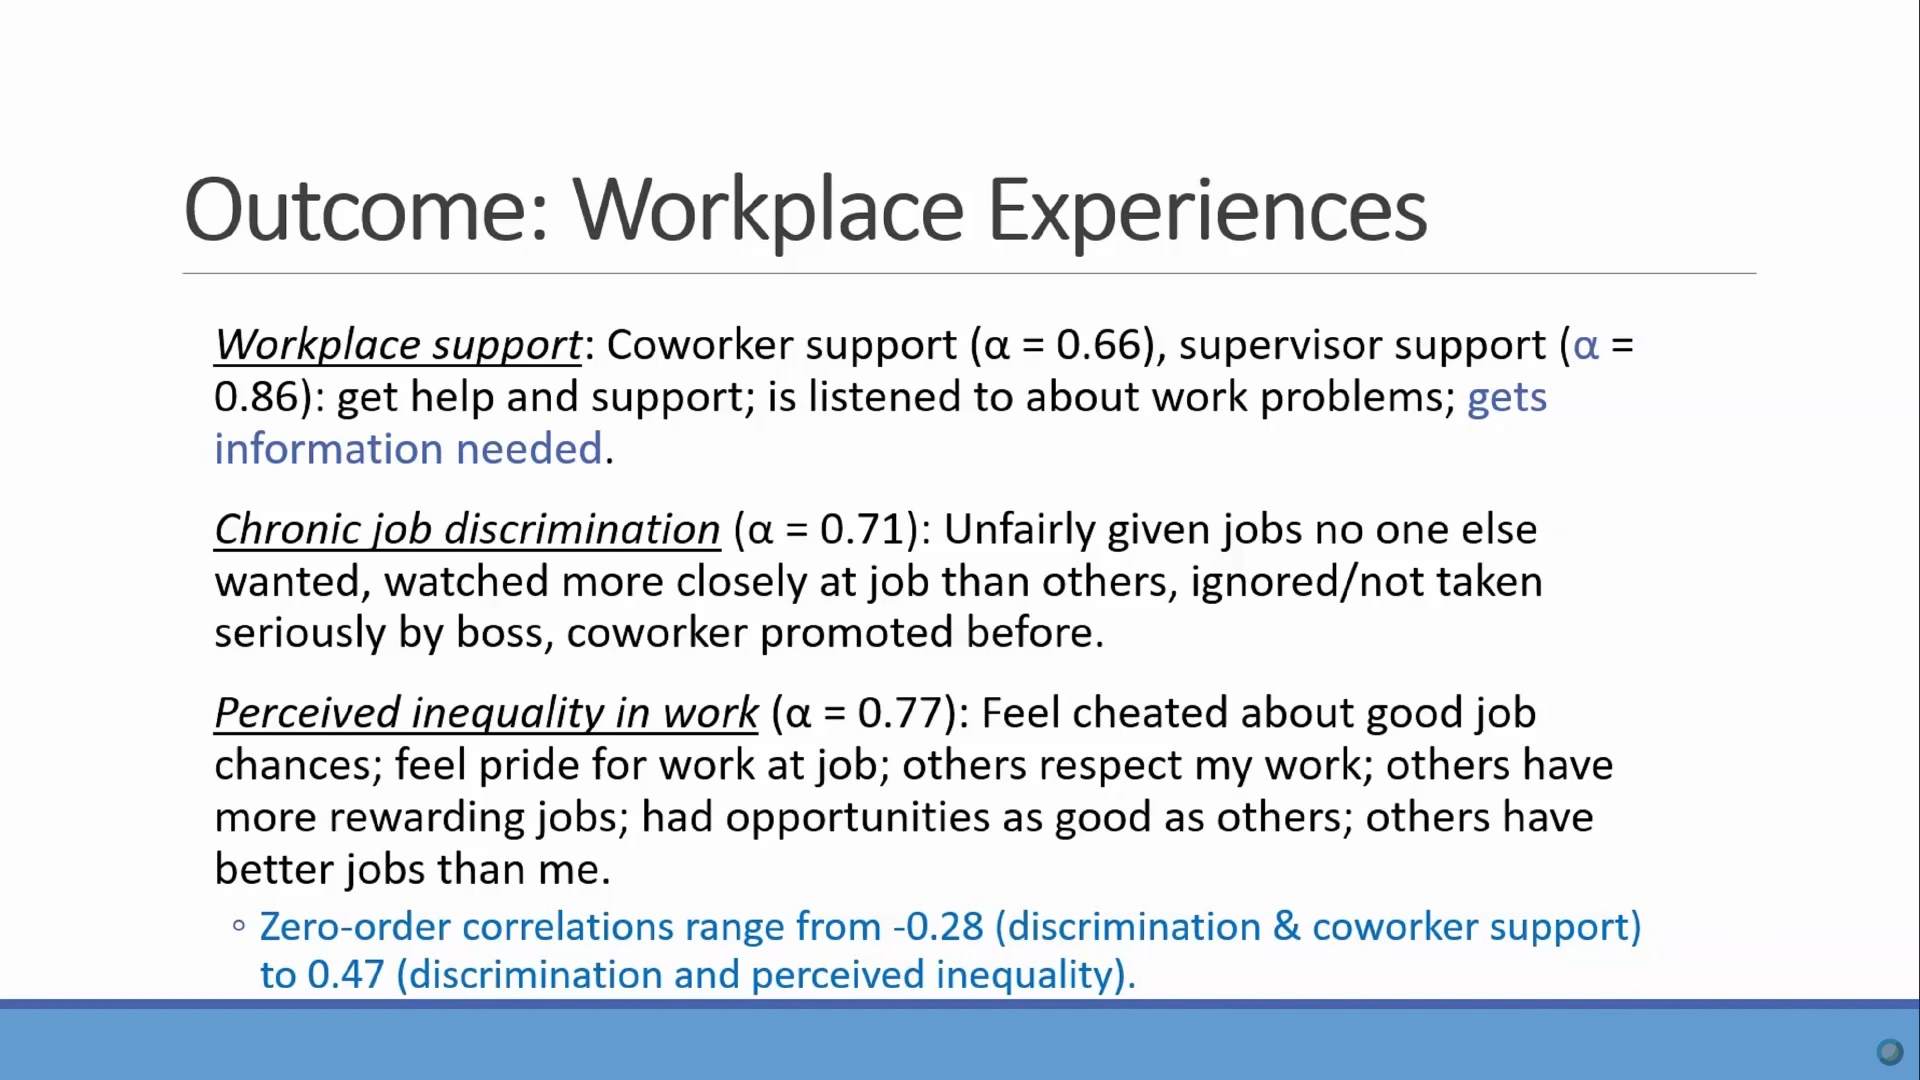 Outcome: Workplace Experiences
Workplace support: Coworker support (α = 0.66), supervisor support (α =
0.86): get help and support; is listened to about work problems; gets
information needed.
Chronic job discrimination (α = 0.71): Unfairly given jobs no one else
wanted, watched more closely at job than others, ignored/not taken
seriously by boss, coworker promoted before.
Perceived inequality in work (α = 0.77): Feel cheated about good job
chances; feel pride for work at job; others respect my work; others have
more rewarding jobs; had opportunities as good as others; others have
better jobs than me.
◦ Zero-order correlations range from -0.28 (discrimination & coworker support)
to 0.47 (discrimination and perceived inequality).